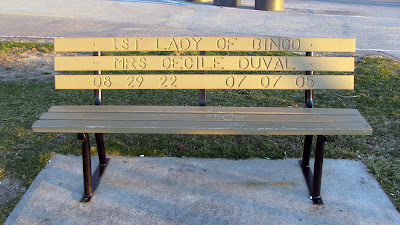 1ST LADY OF BINGO
MRS CECILE DUVAL
08 29 22 07 07 05